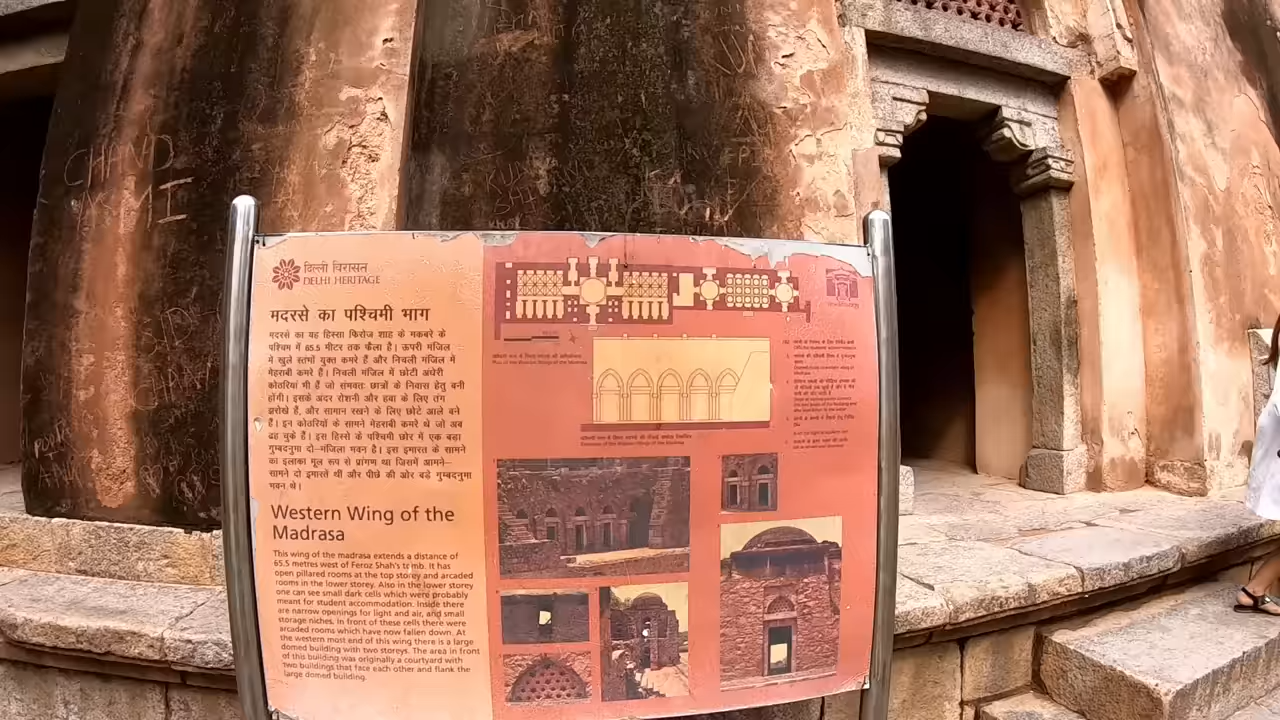 CHAND
दिल्ली विरासत
DELHI HERITAGE
मदरसे का पश्चिमी भाग
मदरसे का यह हिस्सा फिरोज शाह के मकबरे के
पश्चिम में 65.5 मीटर तक फैला है। ऊपरी मंजिल
में खुले स्तंभों युक्त कमरे हैं और निचली मंजिल में
मेहराबी कमरे हैं। निचली मंजिल में छोटी अंधेरी
कोठरियां भी हैं जो संभवतः छात्रों के निवास हेतु बनी
होंगी। इसके अंदर रोशनी और हवा के लिए तंग
झरोखे हैं, और सामान रखने के लिए छोटे आले बने
हैं। इन कोठरियों के सामने मेहराबी कमरे थे जो अब
ढह चुके हैं। इस हिस्से के पश्चिमी छोर में एक बड़ा
गुम्बदनुमा दो–मंजिला भवन है। इस इमारत के सामने
का इलाका मूल रूप से प्रांगण था जिसमें आमने–
सामने दो इमारतें थीं और पीछे की ओर बड़े गुम्बदनुमा
भवन थे।
Western Wing of the
Madrasa
This wing of the madrasa extends a distance of
65.5 metres west of Feroz Shah's tomb. It has
open pillared rooms at the top storey and arcaded
rooms in the lower storey. Also in the lower storey
one can see small dark cells which were probably
meant for student accommodation. Inside there
are narrow openings for light and air, and small
storage niches. In front of these cells there were
arcaded rooms which have now fallen down. At
the western most end of this wing there is a large
domed building with two storeys. The area in front
of this building was originally a courtyard with
two buildings that face each other and flank the
large domed building.
Plan of the Western Wing of the Madrasa